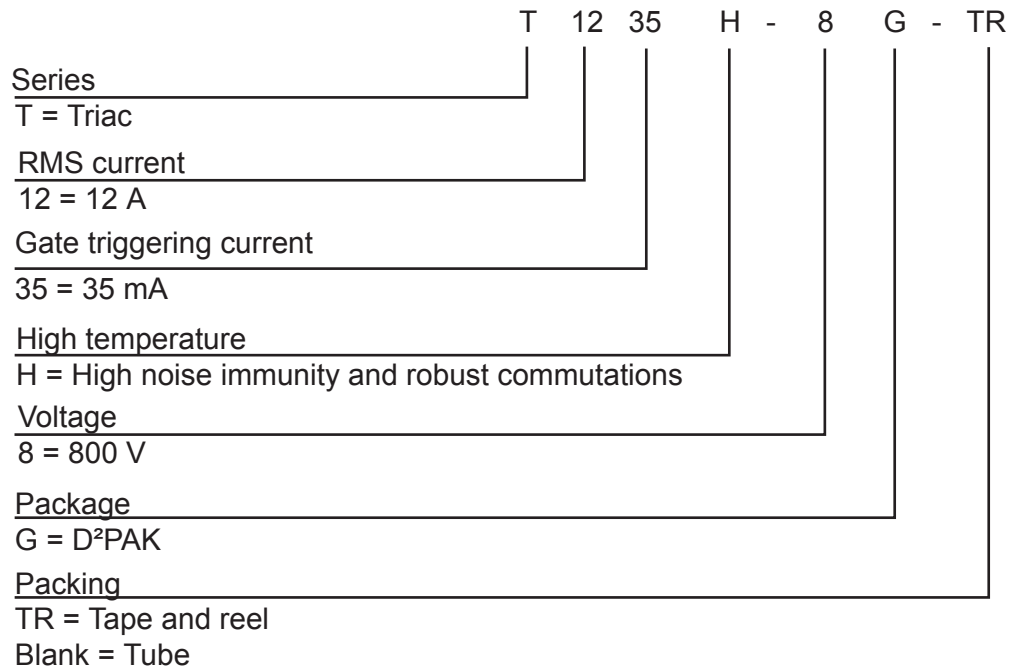 T 12 35 H - 8 G - TR
Series
T = Triac
RMS current
12 = 12 A
Gate triggering current
35 = 35 mA
High temperature
H = High noise immunity and robust commutations
Voltage
8 = 800 V
Package
G = D²PAK
Packing
TR = Tape and reel
Blank = Tube